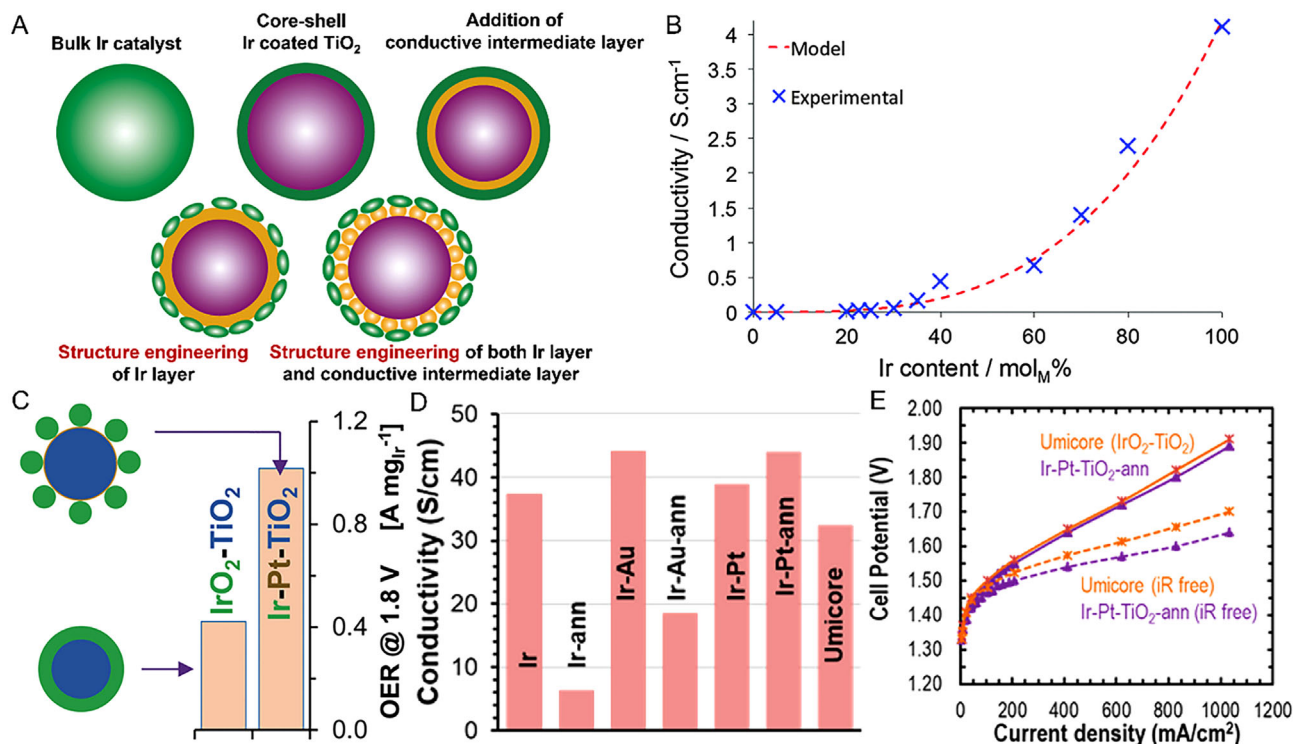 A
Bulk Ir catalyst
Core-shell
Ir coated TiO₂
Addition of
conductive intermediate layer
Structure engineering
of Ir layer
Structure engineering of both Ir layer
and conductive intermediate layer
B
Model
Experimental
Conductivity / S.cm⁻¹
4
3.5
3
2.5
2
1.5
1
0.5
0
0
20
40
60
80
100
Ir content / mol_M%
C
IrO₂-TiO₂
Ir-Pt-TiO₂
1.2
0.8
0.4
0.0
OER @ 1.8 V [A mg_Ir⁻¹]
D
Conductivity (S/cm)
50
40
30
20
10
0
Ir
Ir-ann
Ir-Au
Ir-Au-ann
Ir-Pt
Ir-Pt-ann
Umicore
E
Cell Potential (V)
2.00
1.90
1.80
1.70
1.60
1.50
1.40
1.30
1.20
Umicore (IrO₂-TiO₂)
Ir-Pt-TiO₂-ann
Umicore (iR free)
Ir-Pt-TiO₂-ann (iR free)
0
200
400
600
800
1000
1200
Current density (mA/cm²)